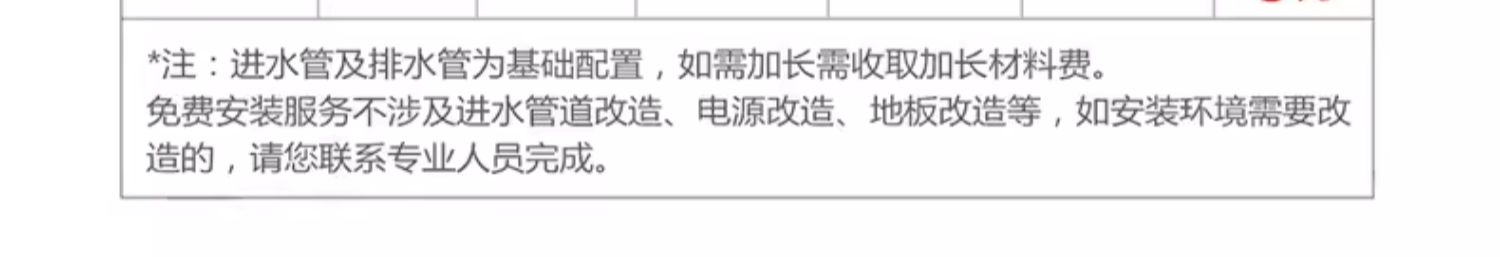 *注：进水管及排水管为基础配置，如需加长需收取加长材料费。
免费安装服务不涉及进水管道改造、电源改造、地板改造等，如安装环境需要改
造的，请您联系专业人员完成。